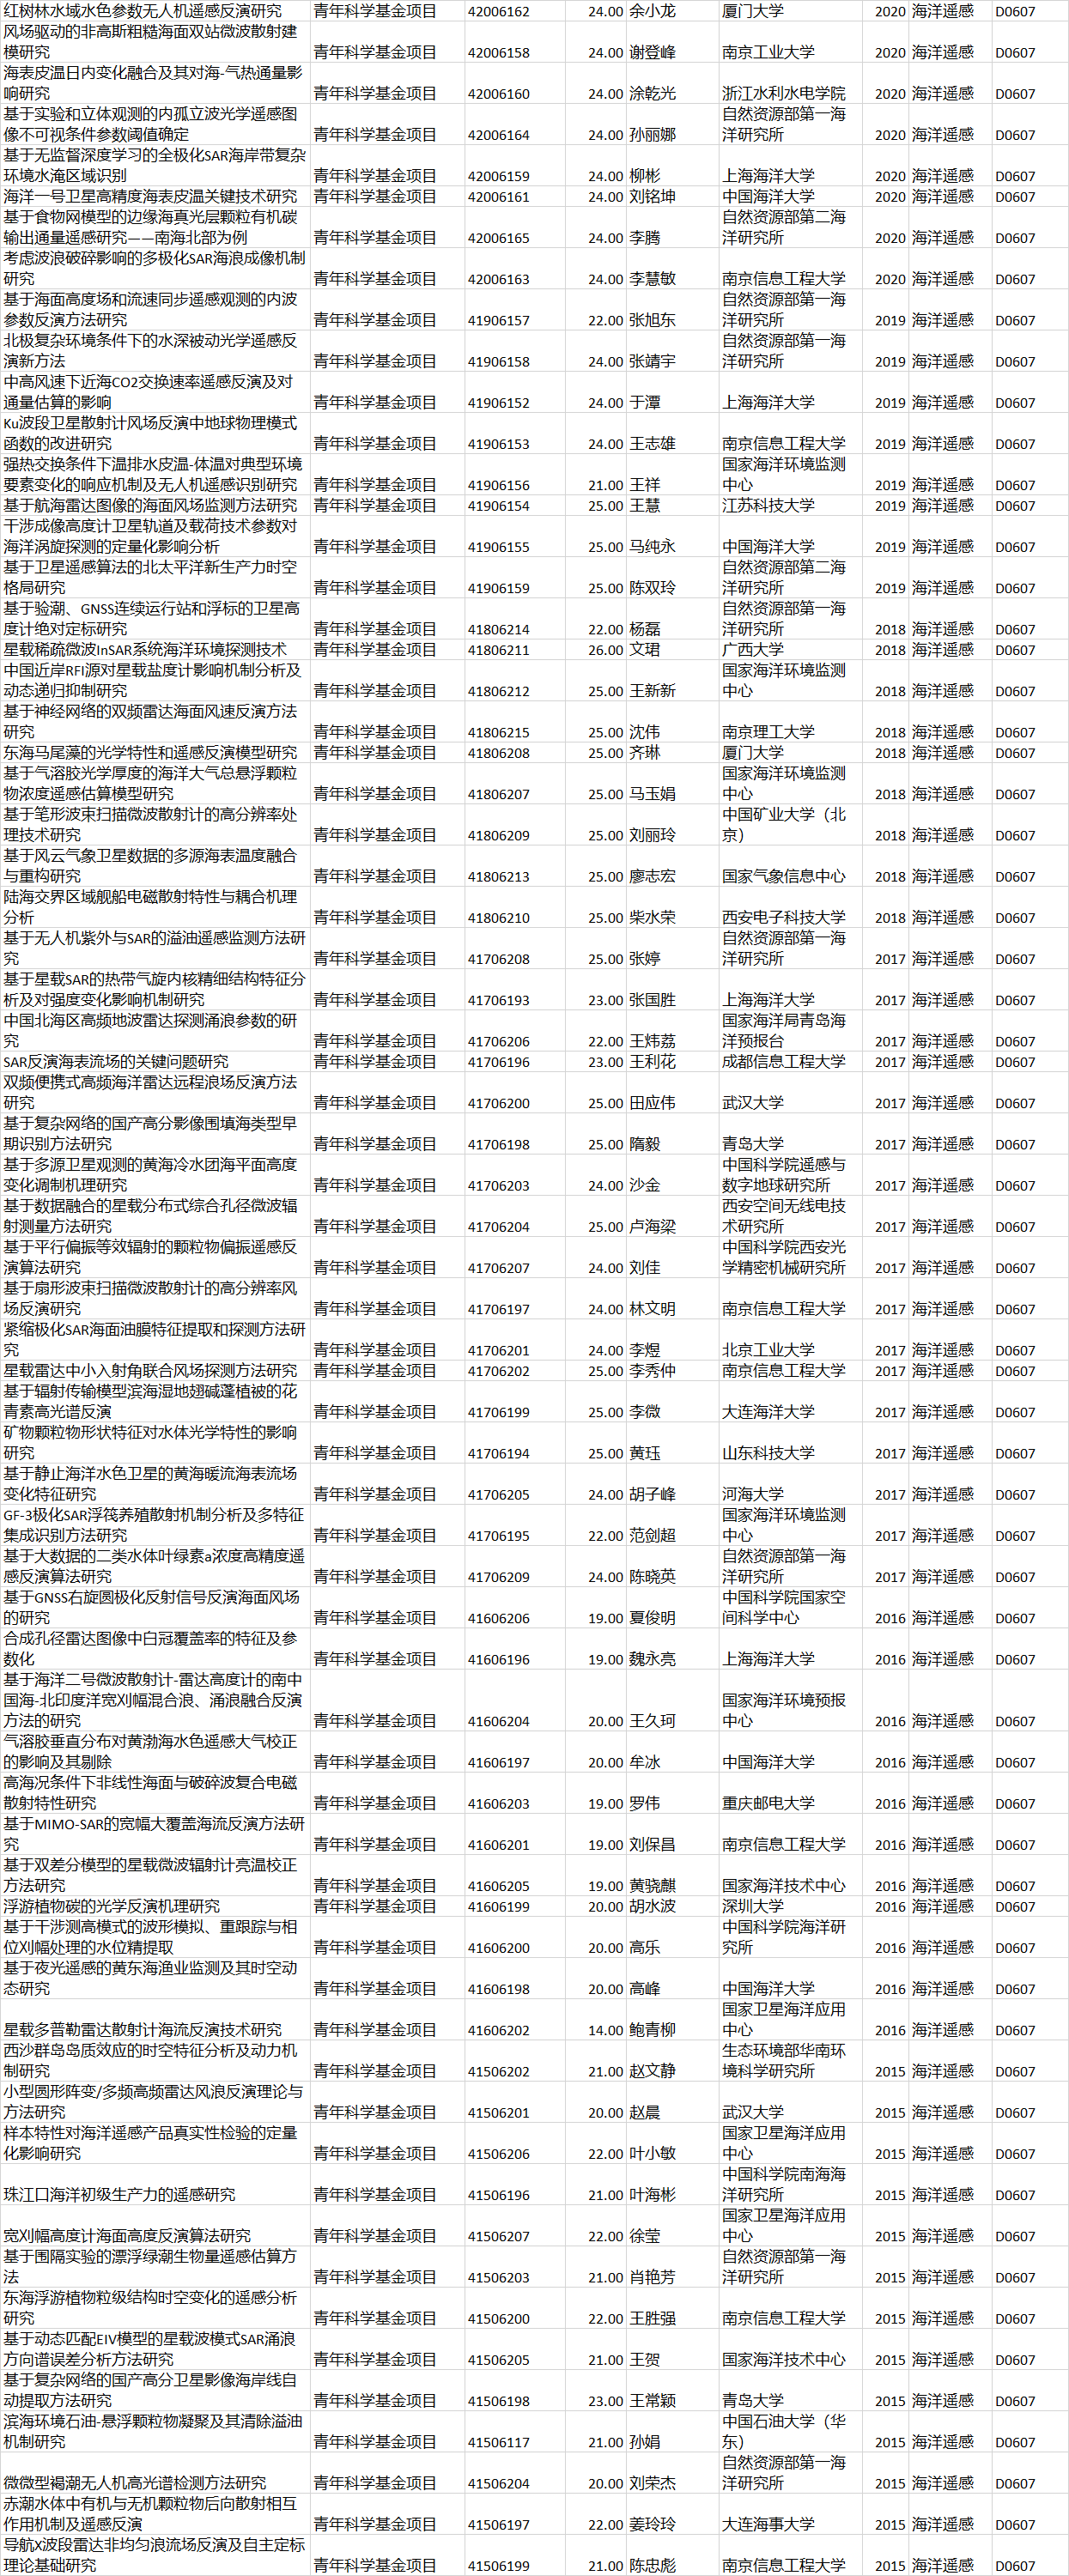 红树林水域水色参数无人机遥感反演研究 青年科学基金项目 42006162 24.00 余小龙 厦门大学 2020 海洋遥感 D0607
风场驱动的非高斯粗糙海面双站微波散射建
模研究 青年科学基金项目 42006158 24.00 谢登峰 南京工业大学 2020 海洋遥感 D0607
海表皮温日内变化融合及其对海-气热通量影
响研究 青年科学基金项目 42006160 24.00 涂乾光 浙江水利水电学院 2020 海洋遥感 D0607
基于实验和立体观测的内孤立波光学遥感图 自然资源部第一海
像不可视条件参数阈值确定 青年科学基金项目 42006164 24.00 孙丽娜 洋研究所 2020 海洋遥感 D0607
基于无监督深度学习的全极化SAR海岸带复杂
环境水淹区域识别 青年科学基金项目 42006159 24.00 柳彬 上海海洋大学 2020 海洋遥感 D0607
海洋一号卫星高精度海表皮温关键技术研究 青年科学基金项目 42006161 24.00 刘铭坤 中国海洋大学 2020 海洋遥感 D0607
基于食物网模型的边缘海真光层颗粒有机碳 自然资源部第二海
输出通量遥感研究——南海北部为例 青年科学基金项目 42006165 24.00 李腾 洋研究所 2020 海洋遥感 D0607
考虑波浪破碎影响的多极化SAR海浪成像机制
研究 青年科学基金项目 42006163 24.00 李慧敏 南京信息工程大学 2020 海洋遥感 D0607
基于海面高度场和流速同步遥感观测的内波 自然资源部第一海
参数反演方法研究 青年科学基金项目 41906157 22.00 张旭东 洋研究所 2019 海洋遥感 D0607
北极复杂环境条件下的水深被动光学遥感反 自然资源部第一海
演新方法 青年科学基金项目 41906158 24.00 张靖宇 洋研究所 2019 海洋遥感 D0607
中高风速下近海CO2交换速率遥感反演及对
通量估算的影响 青年科学基金项目 41906152 24.00 于潭 上海海洋大学 2019 海洋遥感 D0607
Ku波段卫星散射计风场反演中地球物理模式
函数的改进研究 青年科学基金项目 41906153 24.00 王志雄 南京信息工程大学 2019 海洋遥感 D0607
强热交换条件下温排水皮温-体温对典型环境 国家海洋环境监测
要素变化的响应机制及无人机遥感识别研究 青年科学基金项目 41906156 21.00 王祥 中心 2019 海洋遥感 D0607
基于航海雷达图像的海面风场监测方法研究 青年科学基金项目 41906154 25.00 王慧 江苏科技大学 2019 海洋遥感 D0607
干涉成像高度计卫星轨道及载荷技术参数对
海洋涡旋探测的定量化影响分析 青年科学基金项目 41906155 25.00 马纯永 中国海洋大学 2019 海洋遥感 D0607
基于卫星遥感算法的北太平洋新生产力时空 自然资源部第二海
格局研究 青年科学基金项目 41906159 25.00 陈双玲 洋研究所 2019 海洋遥感 D0607
基于验潮、GNSS连续运行站和浮标的卫星高 自然资源部第一海
度计绝对定标研究 青年科学基金项目 41806214 22.00 杨磊 洋研究所 2018 海洋遥感 D0607
星载稀疏微波InSAR系统海洋环境探测技术 青年科学基金项目 41806211 26.00 文珺 广西大学 2018 海洋遥感 D0607
中国近岸RFI源对星载盐度计影响机制分析及 国家海洋环境监测
动态递归抑制研究 青年科学基金项目 41806212 25.00 王新新 中心 2018 海洋遥感 D0607
基于神经网络的双频雷达海面风速反演方法
研究 青年科学基金项目 41806215 25.00 沈伟 南京理工大学 2018 海洋遥感 D0607
东海马尾藻的光学特性和遥感反演模型研究 青年科学基金项目 41806208 25.00 齐琳 厦门大学 2018 海洋遥感 D0607
基于气溶胶光学厚度的海洋大气总悬浮颗粒 国家海洋环境监测
物浓度遥感估算模型研究 青年科学基金项目 41806207 25.00 马玉娟 中心 2018 海洋遥感 D0607
基于笔形波束扫描微波散射计的高分辨率处 中国矿业大学（北
理技术研究 青年科学基金项目 41806209 25.00 刘丽玲 京） 2018 海洋遥感 D0607
基于风云气象卫星数据的多源海表温度融合
与重构研究 青年科学基金项目 41806213 25.00 廖志宏 国家气象信息中心 2018 海洋遥感 D0607
陆海交界区域舰船电磁散射特性与耦合机理
分析 青年科学基金项目 41806210 25.00 柴水荣 西安电子科技大学 2018 海洋遥感 D0607
基于无人机紫外与SAR的溢油遥感监测方法研 自然资源部第一海
究 青年科学基金项目 41706208 25.00 张婷 洋研究所 2017 海洋遥感 D0607
基于星载SAR的热带气旋内核精细结构特征分
析及对强度变化影响机制研究 青年科学基金项目 41706193 23.00 张国胜 上海海洋大学 2017 海洋遥感 D0607
中国北海区高频地波雷达探测涌浪参数的研 国家海洋局青岛海
究 青年科学基金项目 41706206 22.00 王炜荔 洋预报台 2017 海洋遥感 D0607
SAR反演海表流场的关键问题研究 青年科学基金项目 41706196 23.00 王利花 成都信息工程大学 2017 海洋遥感 D0607
双频便携式高频海洋雷达远程浪场反演方法
研究 青年科学基金项目 41706200 25.00 田应伟 武汉大学 2017 海洋遥感 D0607
基于复杂网络的国产高分影像围填海类型早
期识别方法研究 青年科学基金项目 41706198 25.00 隋毅 青岛大学 2017 海洋遥感 D0607
基于多源卫星观测的黄海冷水团海平面高度 中国科学院遥感与
变化调制机理研究 青年科学基金项目 41706203 24.00 沙金 数字地球研究所 2017 海洋遥感 D0607
基于数据融合的星载分布式综合孔径微波辐 西安空间无线电技
射测量方法研究 青年科学基金项目 41706204 25.00 卢海梁 术研究所 2017 海洋遥感 D0607
基于平行偏振等效辐射的颗粒物偏振遥感反 中国科学院西安光
演算法研究 青年科学基金项目 41706207 24.00 刘佳 学精密机械研究所 2017 海洋遥感 D0607
基于扇形波束扫描微波散射计的高分辨率风
场反演研究 青年科学基金项目 41706197 24.00 林文明 南京信息工程大学 2017 海洋遥感 D0607
紧缩极化SAR海面油膜特征提取和探测方法研
究 青年科学基金项目 41706201 24.00 李煜 北京工业大学 2017 海洋遥感 D0607
星载雷达中小入射角联合风场探测方法研究 青年科学基金项目 41706202 25.00 李秀仲 南京信息工程大学 2017 海洋遥感 D0607
基于辐射传输模型滨海湿地翅碱蓬植被的花
青素高光谱反演 青年科学基金项目 41706199 25.00 李微 大连海洋大学 2017 海洋遥感 D0607
矿物颗粒物形状特征对水体光学特性的影响
研究 青年科学基金项目 41706194 25.00 黄珏 山东科技大学 2017 海洋遥感 D0607
基于静止海洋水色卫星的黄海暖流海表流场
变化特征研究 青年科学基金项目 41706205 24.00 胡子峰 河海大学 2017 海洋遥感 D0607
GF-3极化SAR浮筏养殖散射机制分析及多特征 国家海洋环境监测
集成识别方法研究 青年科学基金项目 41706195 22.00 范剑超 中心 2017 海洋遥感 D0607
基于大数据的二类水体叶绿素a浓度高精度遥 自然资源部第一海
感反演算法研究 青年科学基金项目 41706209 24.00 陈晓英 洋研究所 2017 海洋遥感 D0607
基于GNSS右旋圆极化反射信号反演海面风场 中国科学院国家空
的研究 青年科学基金项目 41606206 19.00 夏俊明 间科学中心 2016 海洋遥感 D0607
合成孔径雷达图像中白冠覆盖率的特征及参
数化 青年科学基金项目 41606196 19.00 魏永亮 上海海洋大学 2016 海洋遥感 D0607
基于海洋二号微波散射计-雷达高度计的南中
国海-北印度洋宽刈幅混合浪、涌浪融合反演 国家海洋环境预报
方法的研究 青年科学基金项目 41606204 20.00 王久珂 中心 2016 海洋遥感 D0607
气溶胶垂直分布对黄渤海水色遥感大气校正
的影响及其剔除 青年科学基金项目 41606197 20.00 牟冰 中国海洋大学 2016 海洋遥感 D0607
高海况条件下非线性海面与破碎波复合电磁
散射特性研究 青年科学基金项目 41606203 19.00 罗伟 重庆邮电大学 2016 海洋遥感 D0607
基于MIMO-SAR的宽幅大覆盖海流反演方法研
究 青年科学基金项目 41606201 19.00 刘保昌 南京信息工程大学 2016 海洋遥感 D0607
基于双差分模型的星载微波辐射计亮温校正
方法研究 青年科学基金项目 41606205 19.00 黄骁麒 国家海洋技术中心 2016 海洋遥感 D0607
浮游植物碳的光学反演机理研究 青年科学基金项目 41606199 20.00 胡水波 深圳大学 2016 海洋遥感 D0607
基于干涉测高模式的波形模拟、重跟踪与相 中国科学院海洋研
位刈幅处理的水位精提取 青年科学基金项目 41606200 20.00 高乐 究所 2016 海洋遥感 D0607
基于夜光遥感的黄东海渔业监测及其时空动
态研究 青年科学基金项目 41606198 20.00 高峰 中国海洋大学 2016 海洋遥感 D0607
国家卫星海洋应用
星载多普勒雷达散射计海流反演技术研究 青年科学基金项目 41606202 14.00 鲍青柳 中心 2016 海洋遥感 D0607
西沙群岛岛质效应的时空特征分析及动力机 生态环境部华南环
制研究 青年科学基金项目 41506202 21.00 赵文静 境科学研究所 2015 海洋遥感 D0607
小型圆形阵变/多频高频雷达风浪反演理论与
方法研究 青年科学基金项目 41506201 20.00 赵晨 武汉大学 2015 海洋遥感 D0607
样本特性对海洋遥感产品真实性检验的定量 国家卫星海洋应用
化影响研究 青年科学基金项目 41506206 22.00 叶小敏 中心 2015 海洋遥感 D0607
中国科学院南海海
珠江口海洋初级生产力的遥感研究 青年科学基金项目 41506196 21.00 叶海彬 洋研究所 2015 海洋遥感 D0607
国家卫星海洋应用
宽刈幅高度计海面高度反演算法研究 青年科学基金项目 41506207 22.00 徐莹 中心 2015 海洋遥感 D0607
基于围隔实验的漂浮绿潮生物量遥感估算方 自然资源部第一海
法 青年科学基金项目 41506203 21.00 肖艳芳 洋研究所 2015 海洋遥感 D0607
东海浮游植物粒级结构时空变化的遥感分析
研究 青年科学基金项目 41506200 22.00 王胜强 南京信息工程大学 2015 海洋遥感 D0607
基于动态匹配EIV模型的星载波模式SAR涌浪
方向谱误差分析方法研究 青年科学基金项目 41506205 21.00 王贺 国家海洋技术中心 2015 海洋遥感 D0607
基于复杂网络的国产高分卫星影像海岸线自
动提取方法研究 青年科学基金项目 41506198 23.00 王常颖 青岛大学 2015 海洋遥感 D0607
滨海环境石油-悬浮颗粒物凝聚及其清除溢油 中国石油大学（华
机制研究 青年科学基金项目 41506117 21.00 孙娟 东） 2015 海洋遥感 D0607
自然资源部第一海
微微型褐潮无人机高光谱检测方法研究 青年科学基金项目 41506204 20.00 刘荣杰 洋研究所 2015 海洋遥感 D0607
赤潮水体中有机与无机颗粒物后向散射相互
作用机制及遥感反演 青年科学基金项目 41506197 22.00 姜玲玲 大连海事大学 2015 海洋遥感 D0607
导航X波段雷达非均匀浪流场反演及自主定标
理论基础研究 青年科学基金项目 41506199 21.00 陈忠彪 南京信息工程大学 2015 海洋遥感 D0607